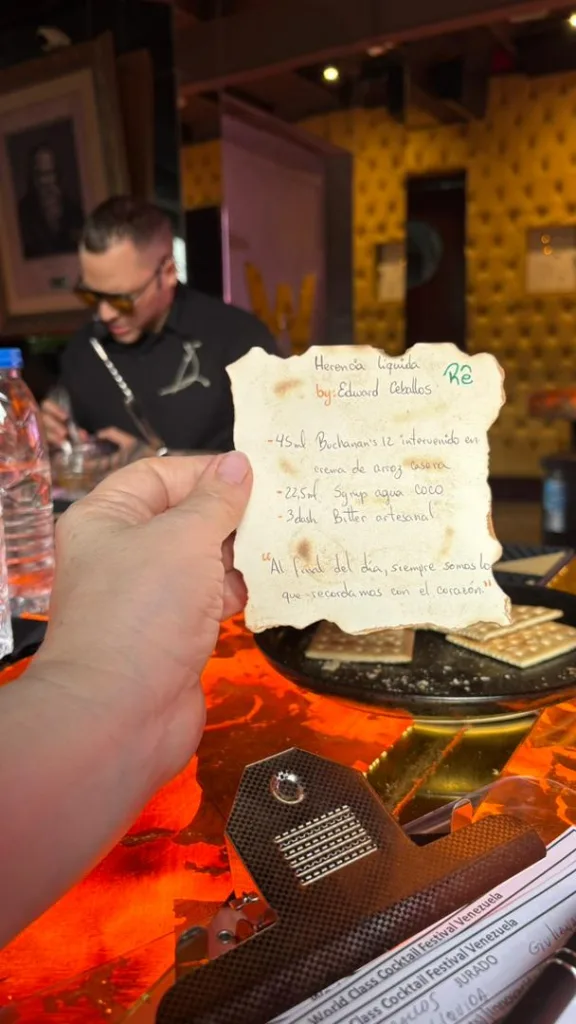 Herencia líquida
Rê
by: Edward Ceballos
-45ml Buchanan's 12 intervenido en
crema de arroz casera
-22,5ml Syrup agua coco
-3dash Bitter artesanal
"Al final del día, siempre somos lo
que recordamos con el corazón."
World Class Cocktail Festival Venezuela
Class Cocktail Festival Venezuela
JURADO